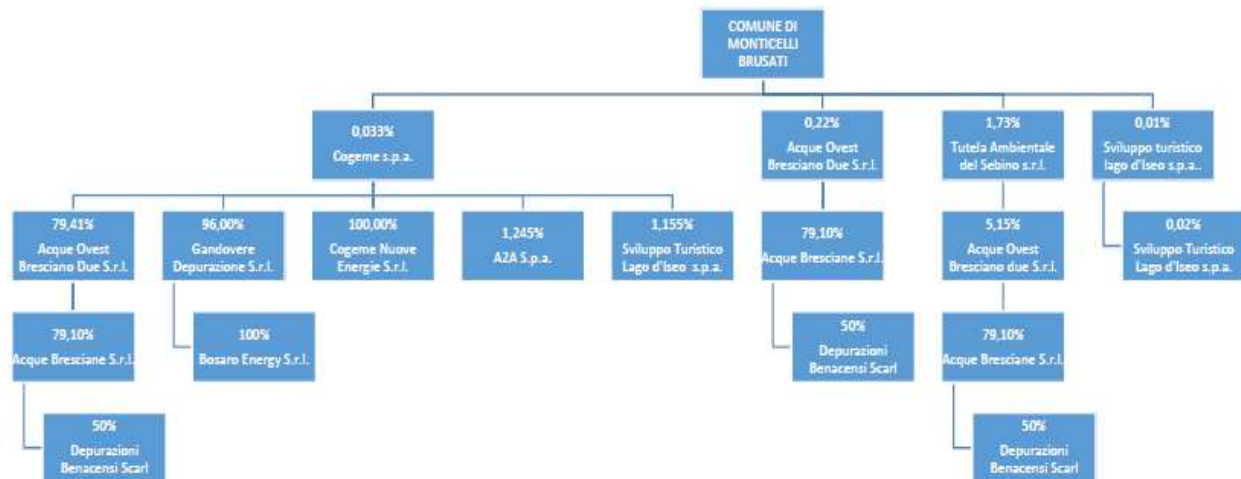 COMUNE DI
MONTICELLI
BRUSATI
0,033%
Cogeme s.p.a.
0,22%
Acque Ovest
Bresciano Due S.r.l.
1,73%
Tutela Ambientale
del Sebino s.r.l.
0,01%
Sviluppo turistico
lago d'Iseo s.p.a..
79,41%
Acque Ovest
Bresciano Due S.r.l.
96,00%
Gandovere
Depurazione S.r.l.
100,00%
Cogeme Nuove
Energie S.r.l.
1,245%
A2A S.p.a.
1,155%
Sviluppo Turistico
Lago d'Iseo s.p.a.
79,10%
Acque Bresciane S.r.l.
5,15%
Acque Ovest
Bresciano due S.r.l.
0,02%
Sviluppo Turistico
Lago d'Iseo s.p.a.
79,10%
Acque Bresciane S.r.l.
100%
Bosaro Energy S.r.l.
50%
Depurazioni
Benacensi Scarl
79,10%
Acque Bresciane S.r.l.
50%
Depurazioni
Benacensi Scarl
50%
Depurazioni
Benacensi Scarl